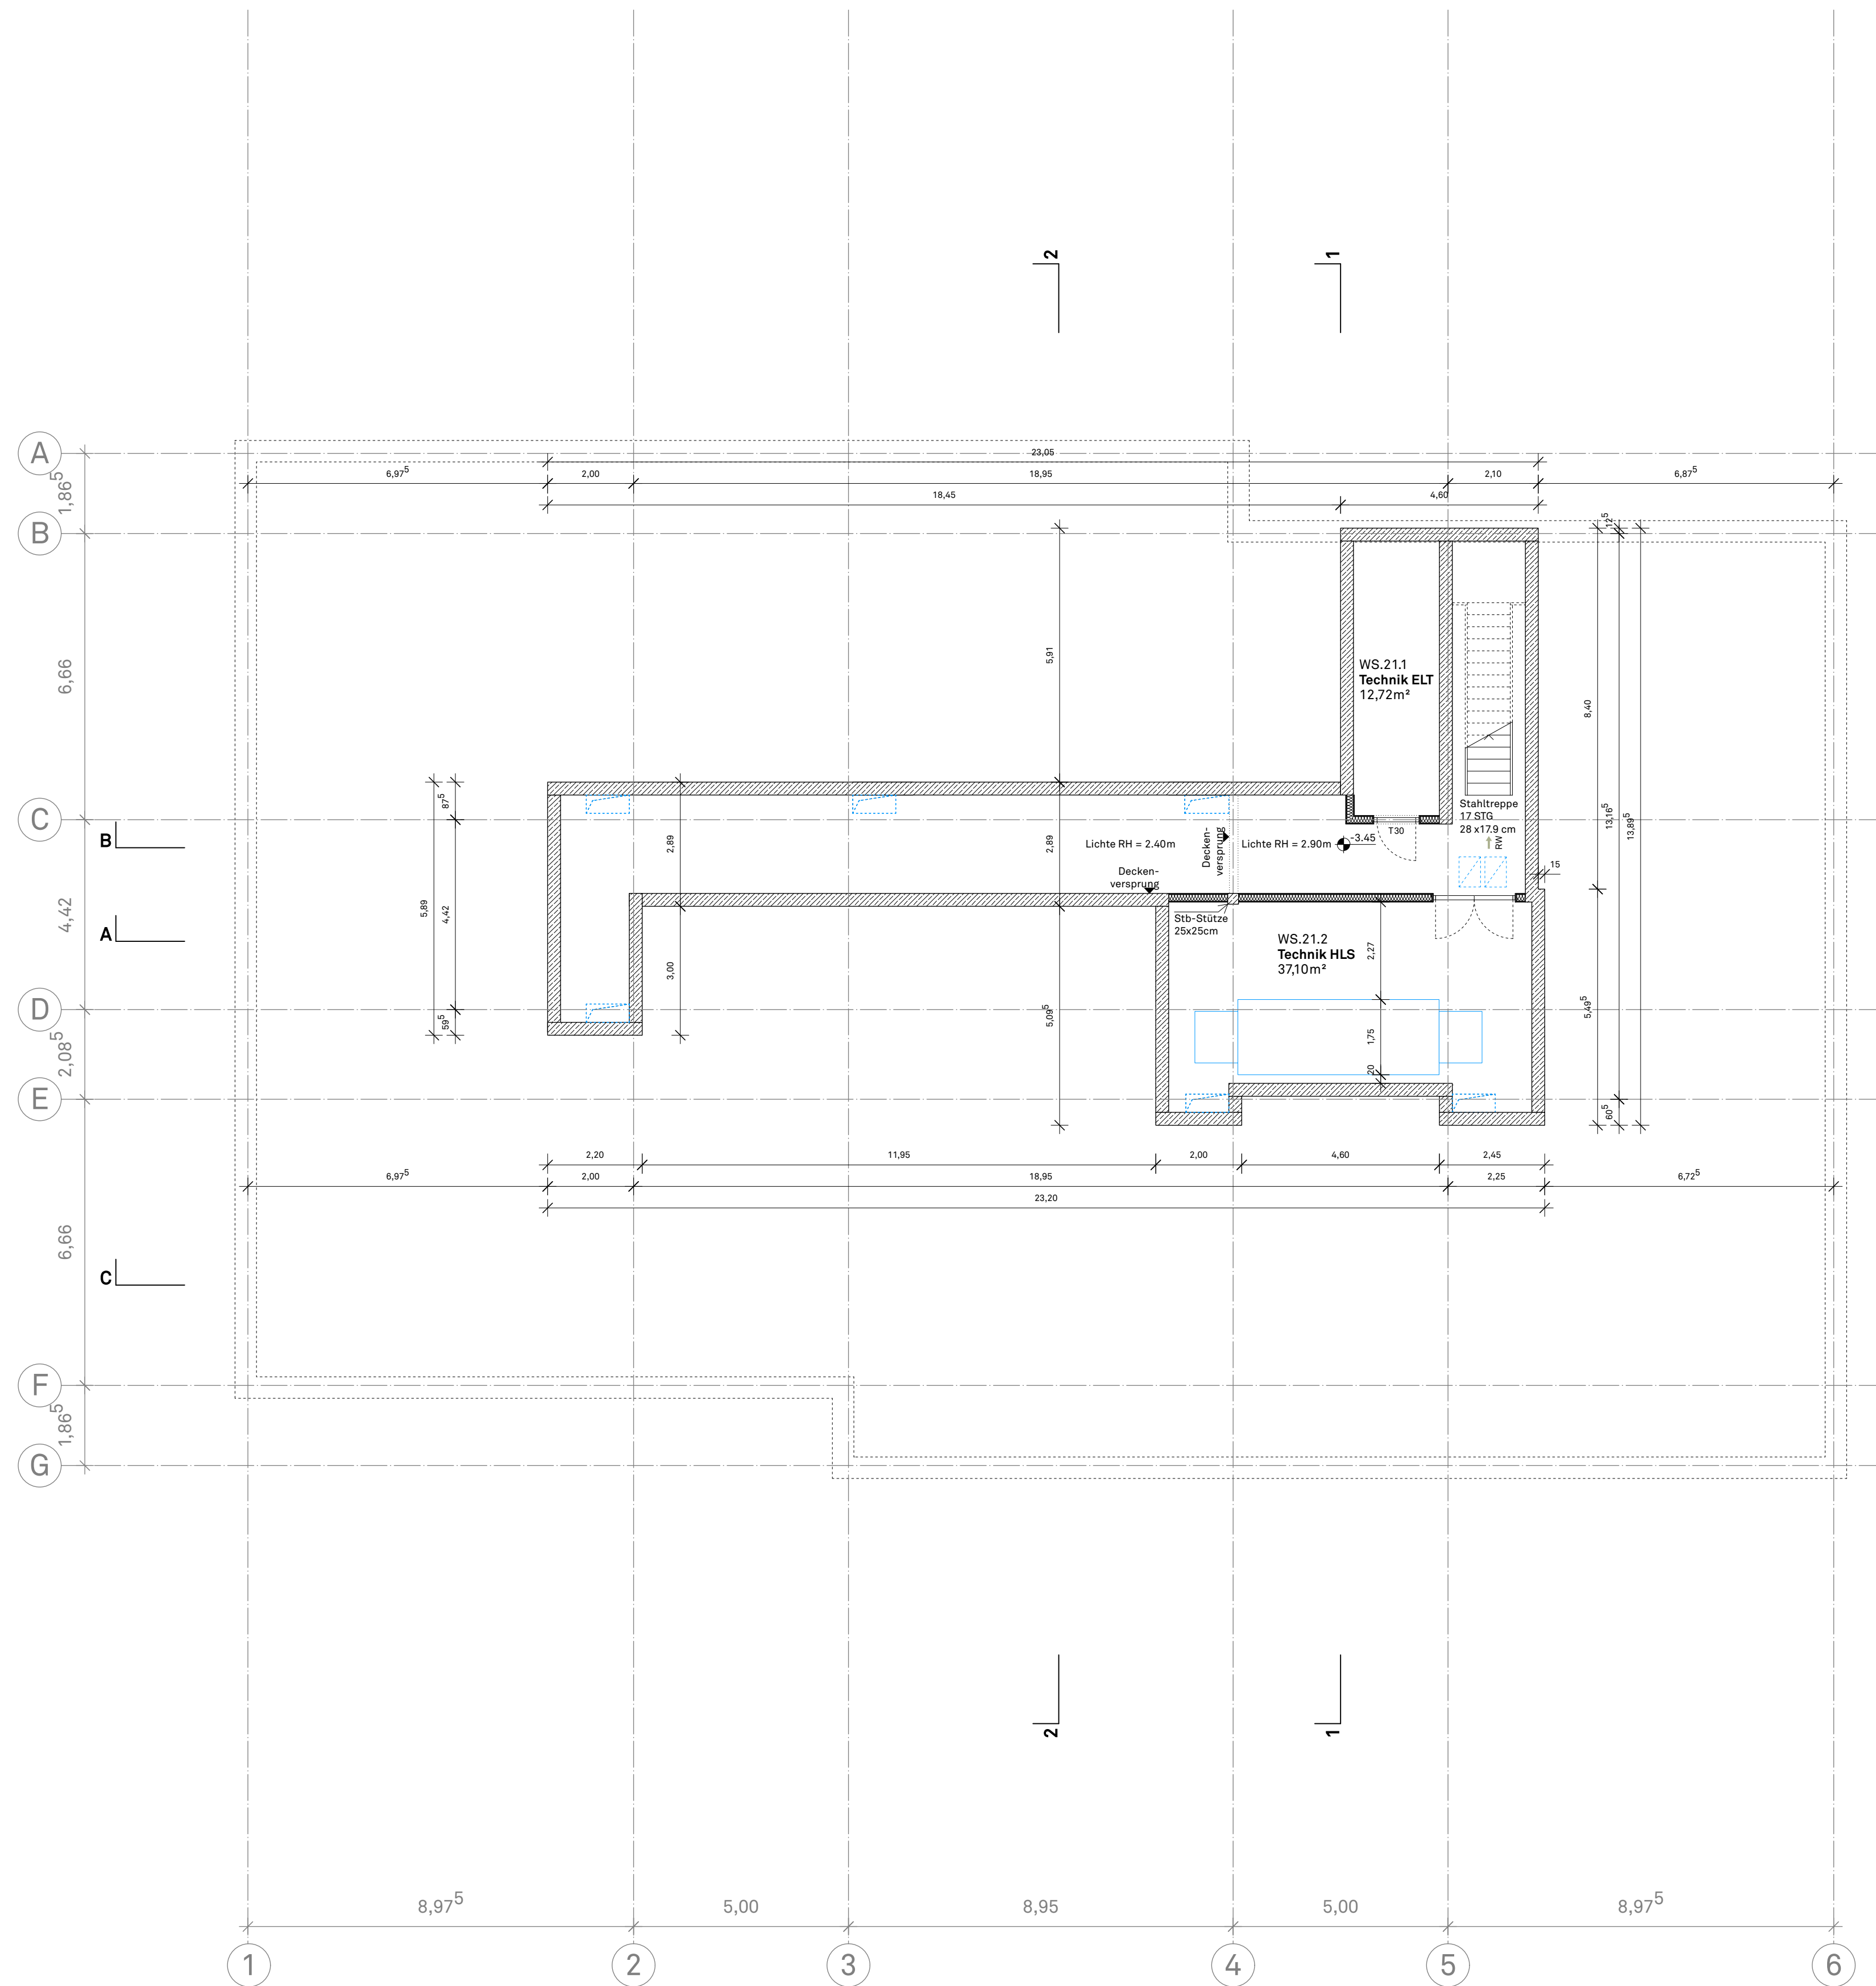 2
1
A
23,05
6,97⁵
2,00
18,95
2,10
6,87⁵
1,86⁵
18,45
4,60
B
12⁵
6,66
5,91
WS.21.1
Technik ELT
12,72m²
8,40
87⁵
Stahltreppe
17 STG
28 x17.9 cm
C
13,16⁵
13,89⁵
T30
-3.45
RW
B
2,89
2,89
Lichte RH = 2.40m
Decken-
versprung
Lichte RH = 2.90m
15
Decken-
versprung
5,89
4,42
4,42
Stb-Stütze
25x25cm
A
WS.21.2
Technik HLS
37,10m²
2,27
3,00
D
59⁵
5,09⁵
5,49⁵
1,75
2,08⁵
20
E
60⁵
2,20
11,95
2,00
4,60
2,45
6,97⁵
2,00
18,95
2,25
6,72⁵
23,20
6,66
C
F
1,86⁵
G
2
1
8,97⁵
5,00
8,95
5,00
8,97⁵
1
2
3
4
5
6